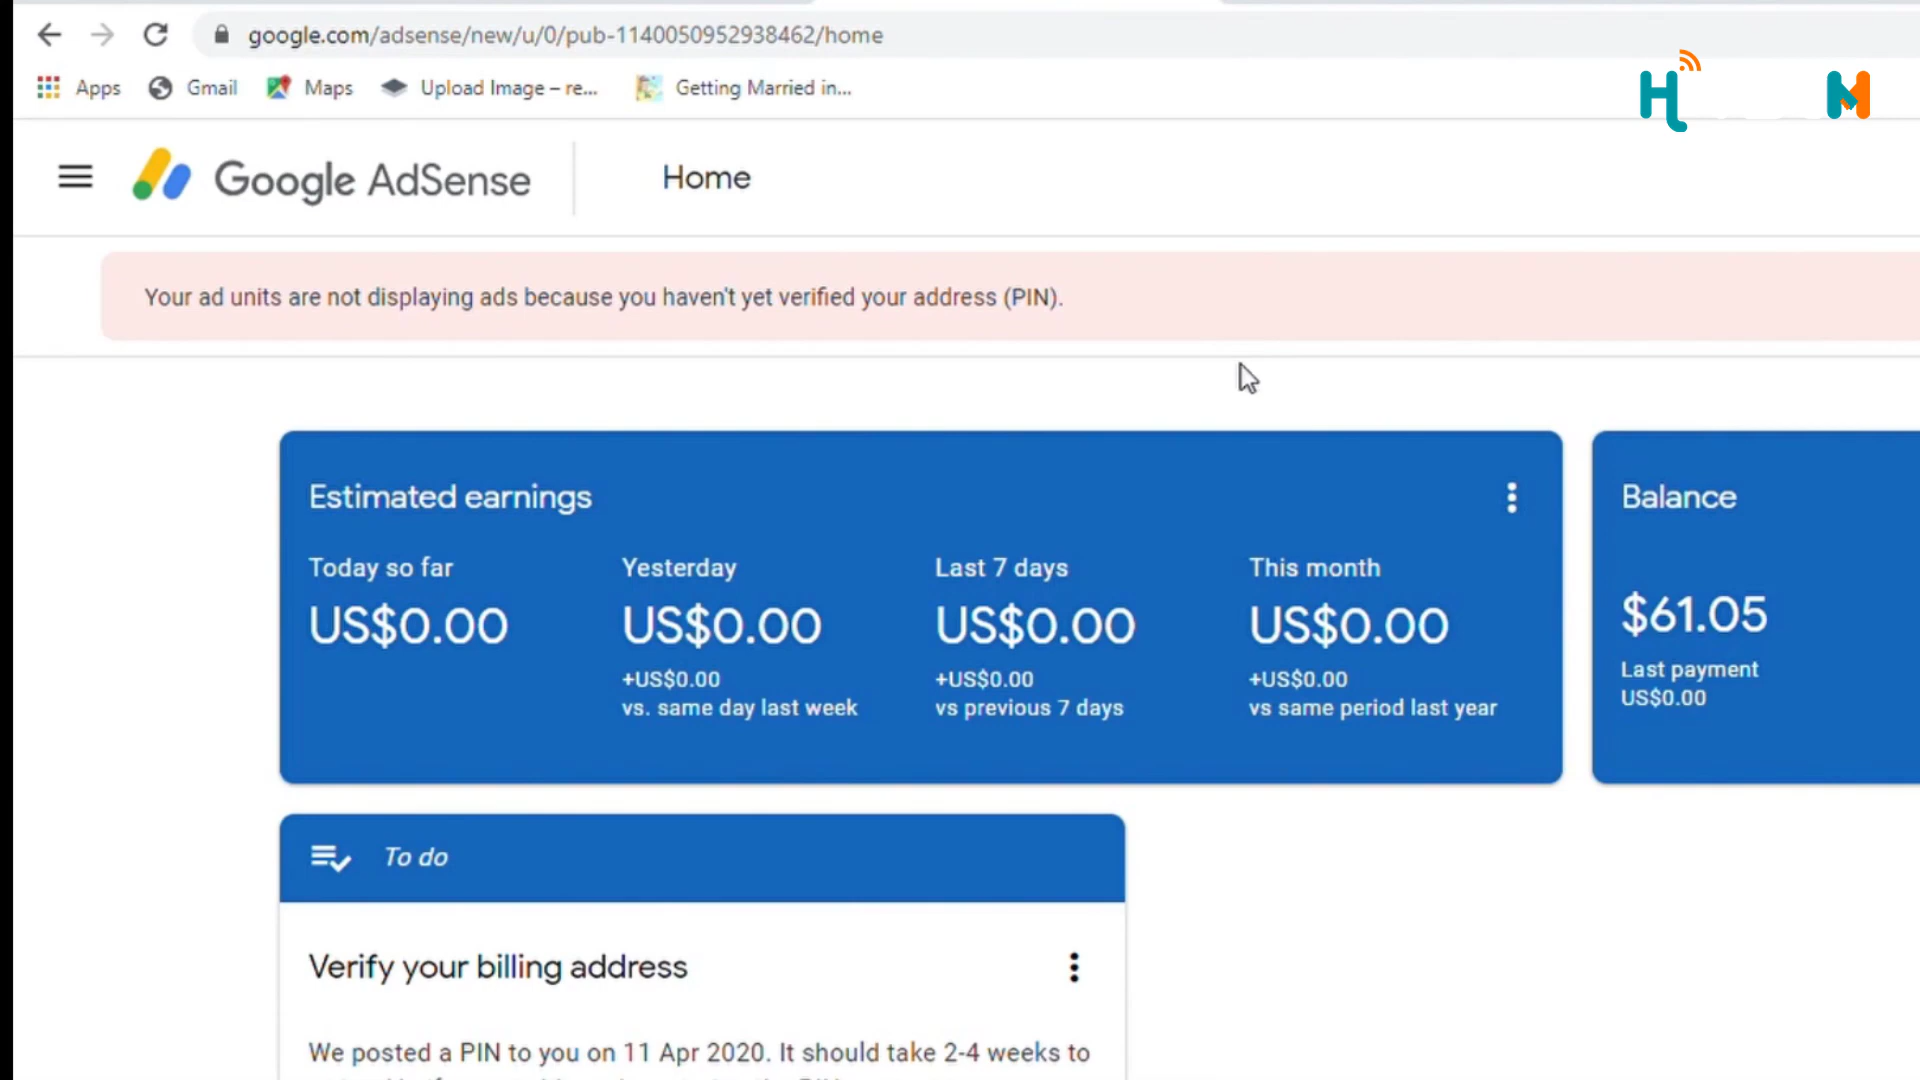 google.com/adsense/new/u/0/pub-1140050952938462/home
Apps Gmail Maps Upload Image – re... Getting Married in...
H M
Google AdSense Home
Your ad units are not displaying ads because you haven't yet verified your address (PIN).
Estimated earnings
Today so far Yesterday Last 7 days This month
US$0.00 US$0.00 US$0.00 US$0.00
+US$0.00 +US$0.00 +US$0.00
vs. same day last week vs previous 7 days vs same period last year
Balance
$61.05
Last payment
US$0.00
To do
Verify your billing address
We posted a PIN to you on 11 Apr 2020. It should take 2-4 weeks to